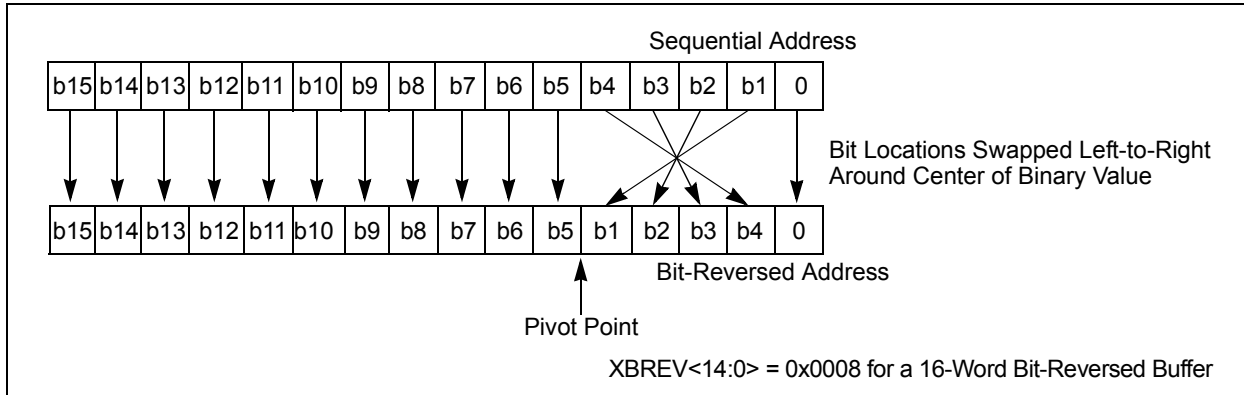 Sequential Address
b15 b14 b13 b12 b11 b10 b9 b8 b7 b6 b5 b4 b3 b2 b1 0
Bit Locations Swapped Left-to-Right
Around Center of Binary Value
b15 b14 b13 b12 b11 b10 b9 b8 b7 b6 b5 b1 b2 b3 b4 0
Bit-Reversed Address
Pivot Point
XBREV<14:0> = 0x0008 for a 16-Word Bit-Reversed Buffer